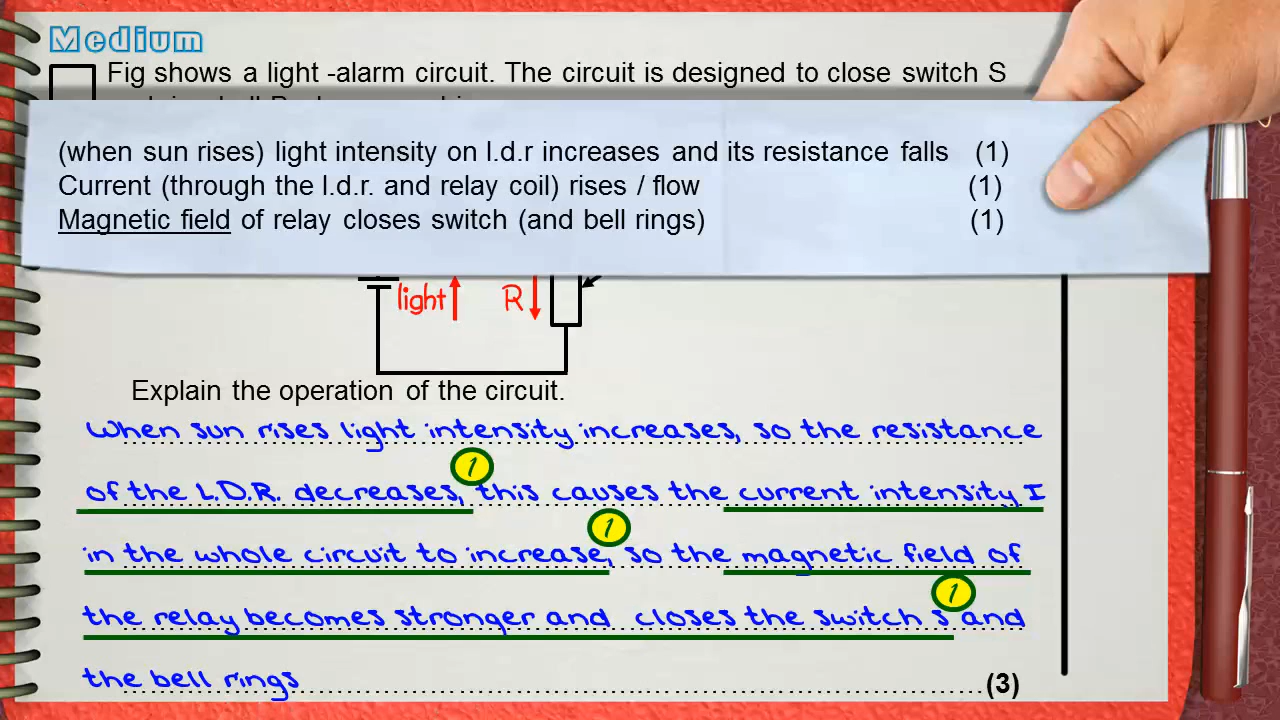 Medium
Fig shows a light -alarm circuit. The circuit is designed to close switch S
(when sun rises) light intensity on l.d.r increases and its resistance falls (1)
Current (through the l.d.r. and relay coil) rises / flow (1)
Magnetic field of relay closes switch (and bell rings) (1)
light R
Explain the operation of the circuit.
When sun rises light intensity increases, so the resistance
1
of the L.D.R. decreases, this causes the current intensity I
1
in the whole circuit to increase, so the magnetic field of
1
the relay becomes stronger and closes the switch s and
the bell rings (3)